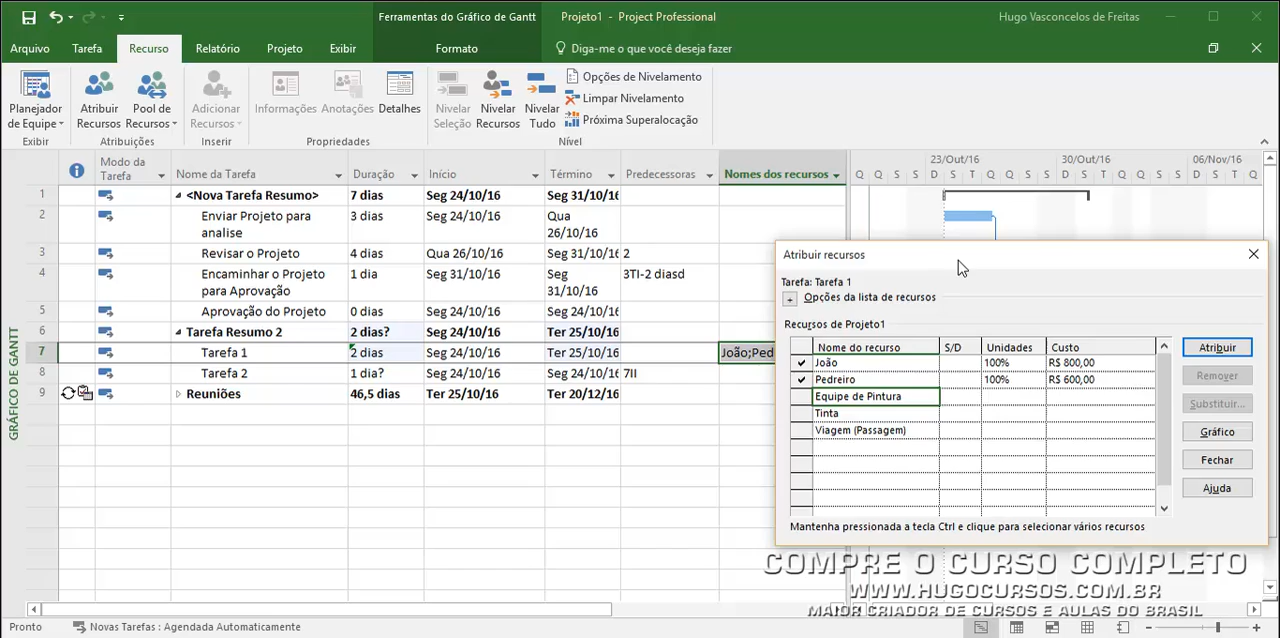 Ferramentas do Gráfico de Gantt
Projeto1 - Project Professional
Hugo Vasconcelos de Freitas
Arquivo Tarefa Recurso Relatório Projeto Exibir Formato Diga-me o que você deseja fazer
Planejador de Equipe
Atribuir Recursos
Pool de Recursos
Adicionar Recursos
Informações
Anotações
Detalhes
Nivelar Seleção
Nivelar Recursos
Nivelar Tudo
Opções de Nivelamento
Limpar Nivelamento
Próxima Superalocação
Exibir Atribuições Inserir Propriedades Nível
Modo da Tarefa Nome da Tarefa Duração Início Término Predecessoras Nomes dos recursos
23/Out/16 30/Out/16 06/Nov/16
Q Q S S D S T Q Q S S D S T Q Q S S D S T Q
1 <Nova Tarefa Resumo> 7 dias Seg 24/10/16 Seg 31/10/16
2 Enviar Projeto para analise 3 dias Seg 24/10/16 Qua 26/10/16
3 Revisar o Projeto 4 dias Qua 26/10/16 Seg 31/10/16 2
4 Encaminhar o Projeto para Aprovação 1 dia Seg 31/10/16 Seg 31/10/16 3TI-2 diasd
5 Aprovação do Projeto 0 dias Seg 24/10/16 Seg 24/10/16
6 Tarefa Resumo 2 2 dias? Seg 24/10/16 Ter 25/10/16
7 Tarefa 1 2 dias Seg 24/10/16 Ter 25/10/16 João;Ped
8 Tarefa 2 1 dia? Seg 24/10/16 Seg 24/10/16 7II
9 Reuniões 46,5 dias Ter 25/10/16 Ter 20/12/16
GRÁFICO DE GANTT
Atribuir recursos
Tarefa: Tarefa 1
+ Opções da lista de recursos
Recursos de Projeto1
Nome do recurso S/D Unidades Custo
João 100% R$ 800,00
Pedreiro 100% R$ 600,00
Equipe de Pintura
Tinta
Viagem (Passagem)
Atribuir
Remover
Substituir...
Gráfico
Fechar
Ajuda
Mantenha pressionada a tecla Ctrl e clique para selecionar vários recursos
COMPRE O CURSO COMPLETO
WWW.HUGOCURSOS.COM.BR
MAIOR CRIADOR DE CURSOS E AULAS DO BRASIL
Pronto Novas Tarefas : Agendada Automaticamente